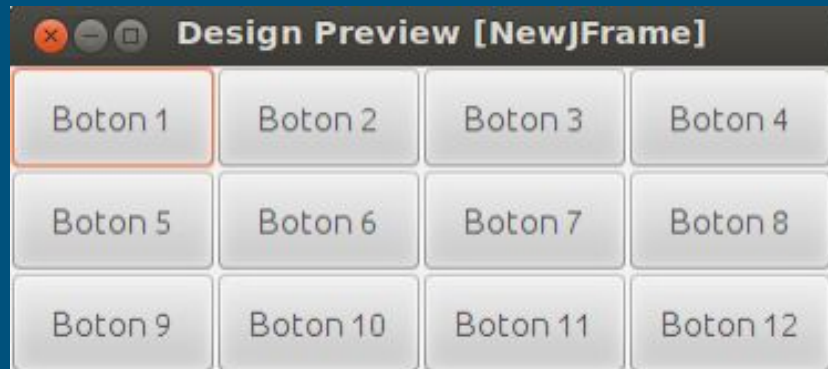 Design Preview [NewJFrame]
Boton 1 Boton 2 Boton 3 Boton 4
Boton 5 Boton 6 Boton 7 Boton 8
Boton 9 Boton 10 Boton 11 Boton 12